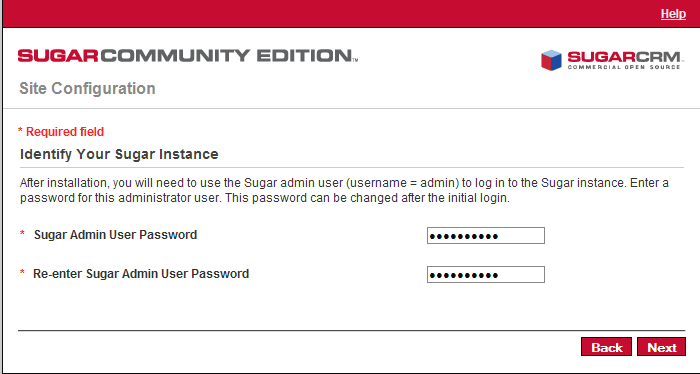 Help
SUGARCOMMUNITY EDITION™
SUGARCRM
COMMERCIAL OPEN SOURCE
Site Configuration
* Required field
Identify Your Sugar Instance
After installation, you will need to use the Sugar admin user (username = admin) to log in to the Sugar instance. Enter a
password for this administrator user. This password can be changed after the initial login.
* Sugar Admin User Password ●●●●●●●●●●
* Re-enter Sugar Admin User Password ●●●●●●●●●●
Back Next